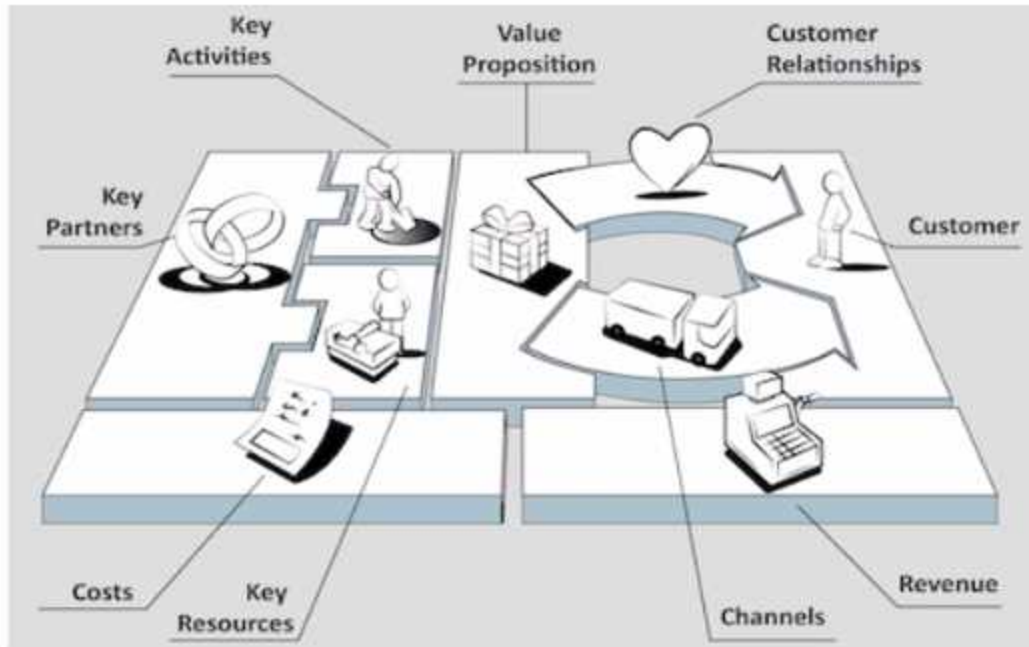 Key
Activities
Value
Proposition
Customer
Relationships
Key
Partners
Customer
Costs
Key
Resources
Channels
Revenue